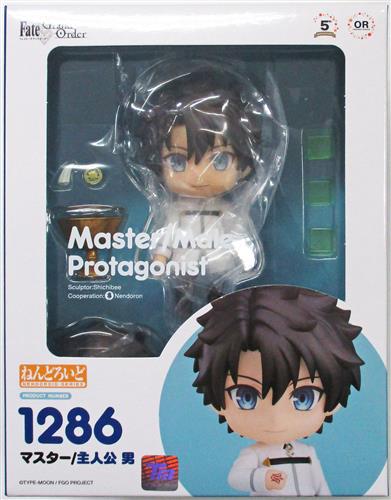 Fate Grand Order
5th
OR
Master/Male
Protagonist
Sculptor:Shichibee
Cooperation: Nendoron
ねんどろいど
NENDOROID SERIES
PRODUCT NUMBER
1286
マスター/主人公 男
©TYPE-MOON / FGO PROJECT